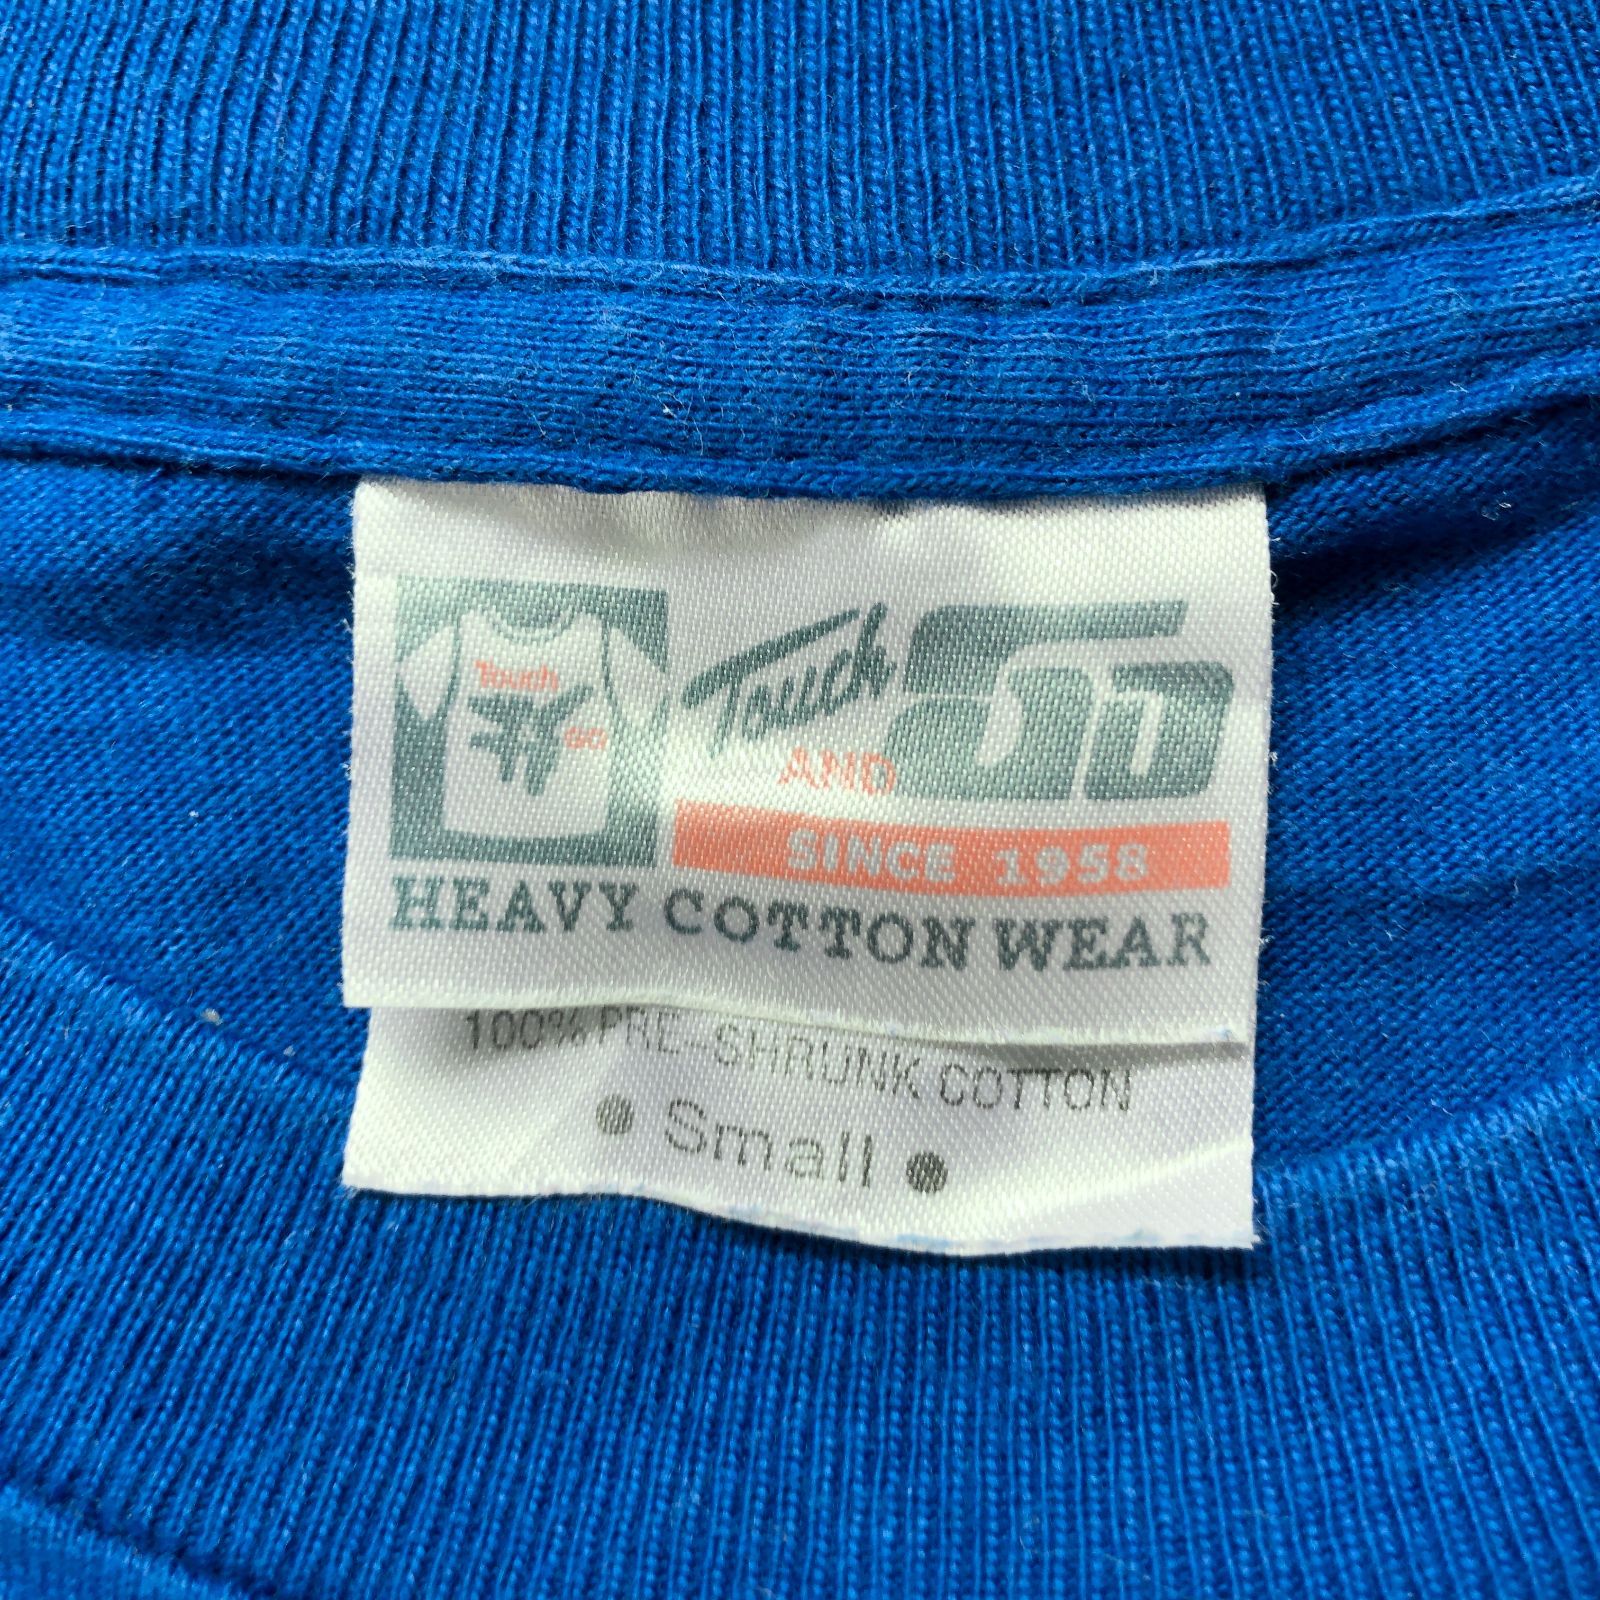 Touch
GO
Touch
AND
GO
SINCE 1958
HEAVY COTTON WEAR
100% PRE-SHRUNK COTTON
• Small •